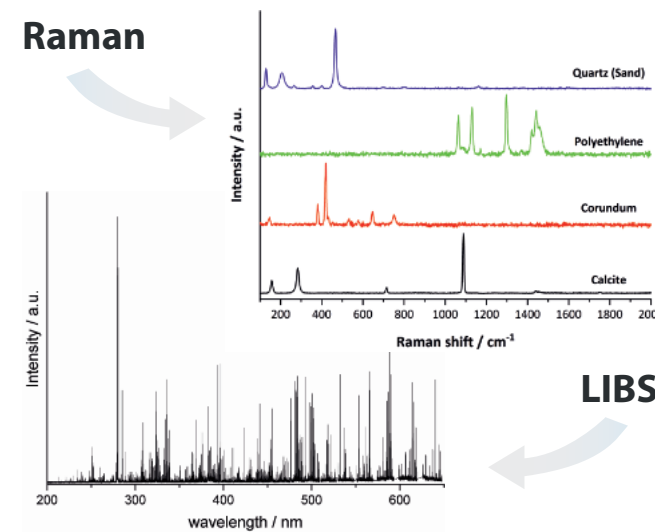 Raman
Intensity / a.u.
Quartz (Sand)
Polyethylene
Corundum
Calcite
200 400 600 800 1000 1200 1400 1600 1800 2000
Raman shift / cm⁻¹
LIBS
Intensity / a.u.
200 300 400 500 600
wavelength / nm